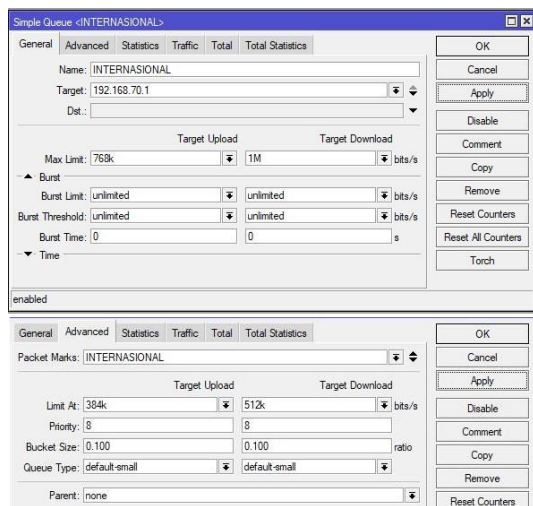 Simple Queue <INTERNASIONAL>
General Advanced Statistics Traffic Total Total Statistics
OK
Name: INTERNASIONAL
Cancel
Target: 192.168.70.1
Apply
Dst.:
Disable
Target Upload Target Download
Comment
Max Limit: 768k 1M bits/s
Copy
Burst
Remove
Burst Limit: unlimited unlimited bits/s
Burst Threshold: unlimited unlimited bits/s
Reset Counters
Burst Time: 0 0 s
Reset All Counters
Time
Torch
enabled
General Advanced Statistics Traffic Total Total Statistics
OK
Packet Marks: INTERNASIONAL
Cancel
Target Upload Target Download
Apply
Limit At: 384k 512k bits/s
Disable
Priority: 8 8
Comment
Bucket Size: 0.100 0.100 ratio
Copy
Queue Type: default-small default-small
Remove
Parent: none
Reset Counters